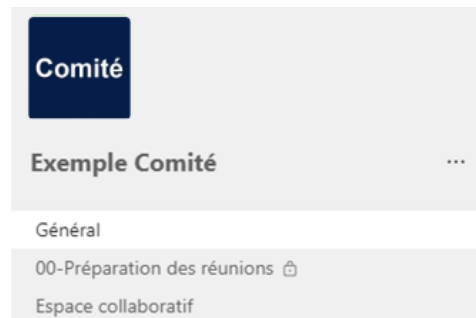 Comité
Exemple Comité
...
Général
00-Préparation des réunions
Espace collaboratif